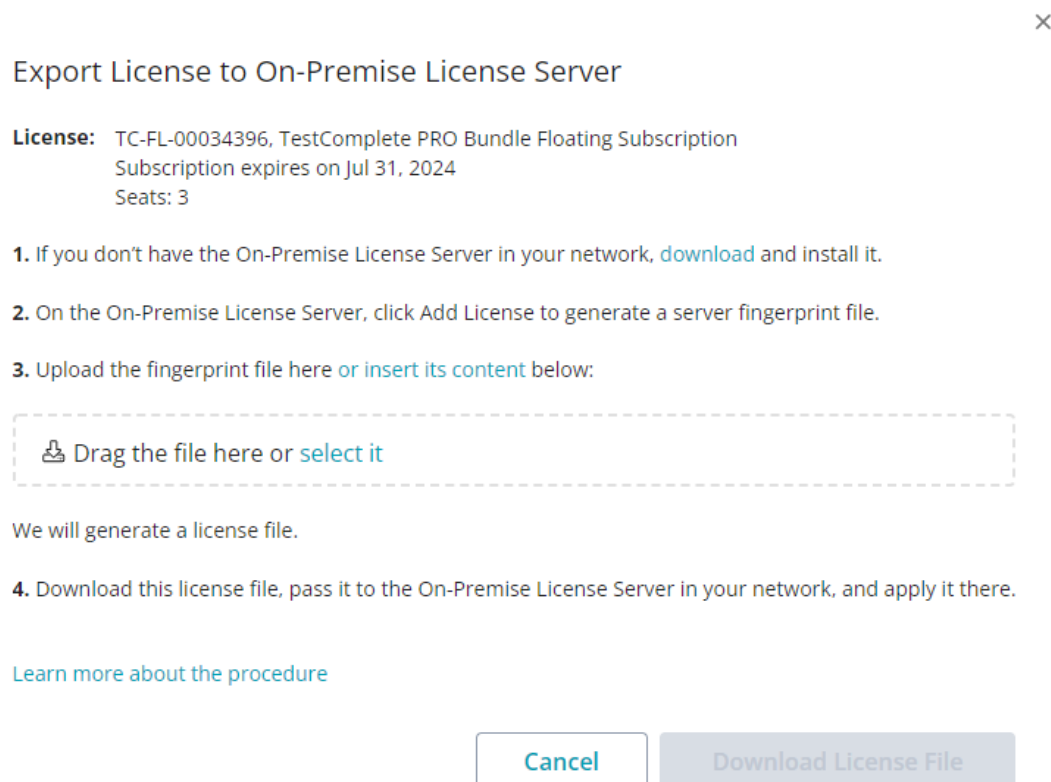 Export License to On-Premise License Server
License: TC-FL-00034396, TestComplete PRO Bundle Floating Subscription
Subscription expires on Jul 31, 2024
Seats: 3
1. If you don’t have the On-Premise License Server in your network, download and install it.
2. On the On-Premise License Server, click Add License to generate a server fingerprint file.
3. Upload the fingerprint file here or insert its content below:
Drag the file here or select it
We will generate a license file.
4. Download this license file, pass it to the On-Premise License Server in your network, and apply it there.
Learn more about the procedure
Cancel Download License File